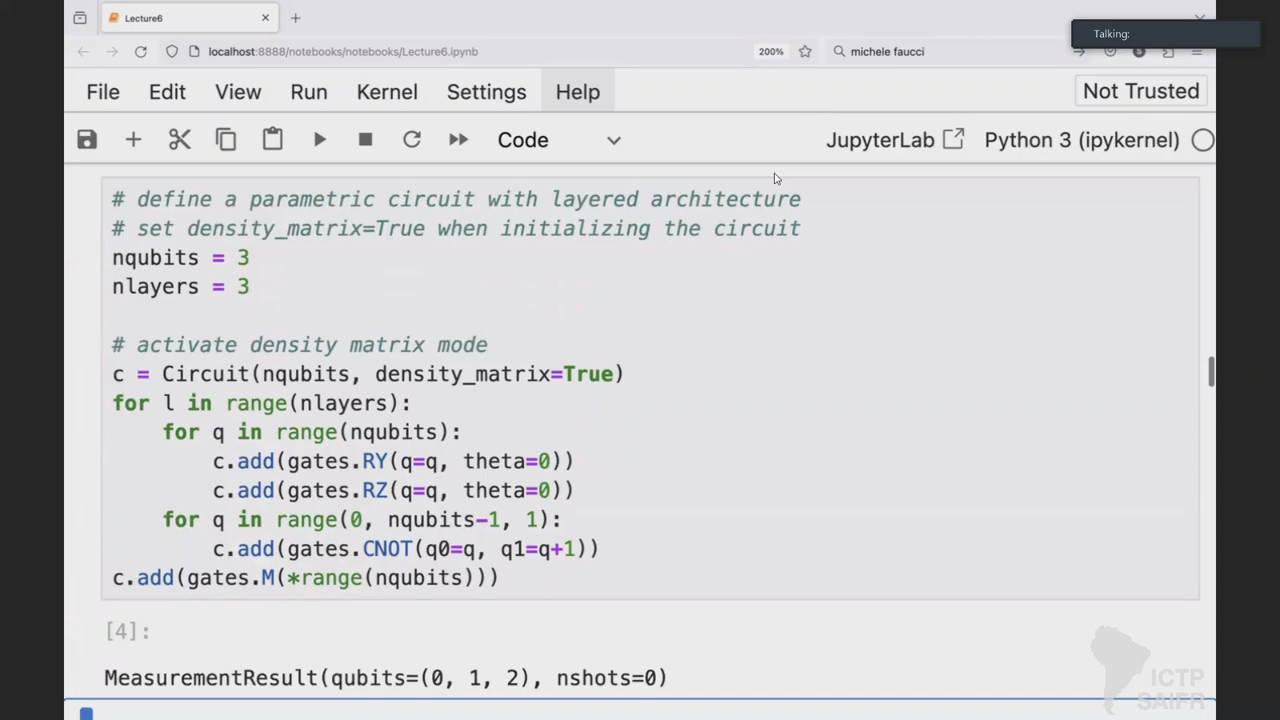 Lecture6
localhost:8888/notebooks/notebooks/Lecture6.ipynb
200%
michele faucci
Talking:
File Edit View Run Kernel Settings Help
Not Trusted
Code
JupyterLab
Python 3 (ipykernel)
# define a parametric circuit with layered architecture
# set density_matrix=True when initializing the circuit
nqubits = 3
nlayers = 3
# activate density matrix mode
c = Circuit(nqubits, density_matrix=True)
for l in range(nlayers):
    for q in range(nqubits):
        c.add(gates.RY(q=q, theta=0))
        c.add(gates.RZ(q=q, theta=0))
    for q in range(0, nqubits-1, 1):
        c.add(gates.CNOT(q0=q, q1=q+1))
c.add(gates.M(*range(nqubits)))
[4]:
MeasurementResult(qubits=(0, 1, 2), nshots=0)
ICTP
SAIFR